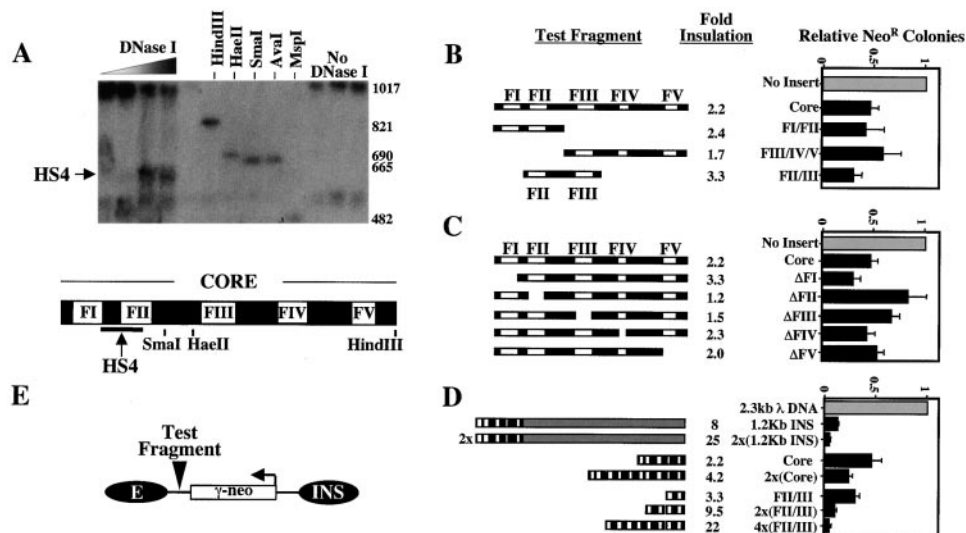 A
DNase I
HindIII
HaeII
SmaI
AvaI
MspI
No
DNase I
1017
821
690
665
482
HS4
CORE
FI FII FIII FIV FV
SmaI HaeII HindIII
HS4
E
Test
Fragment
E γ-neo INS
Test Fragment
Fold
Insulation
Relative Neo^R Colonies
B
0 0.5 1
FI FII FIII FIV FV
No Insert
2.2 Core
2.4 FI/FII
1.7 FIII/IV/V
3.3 FII/III
FII FIII
C
0 0.5 1
FI FII FIII FIV FV
No Insert
2.2 Core
3.3 ΔFI
1.2 ΔFII
1.5 ΔFIII
2.3 ΔFIV
2.0 ΔFV
D
0 0.5 1
2.3kb λ DNA
8 1.2Kb INS
2x 25 2x(1.2Kb INS)
2.2 Core
4.2 2x(Core)
3.3 FII/III
9.5 2x(FII/III)
22 4x(FII/III)